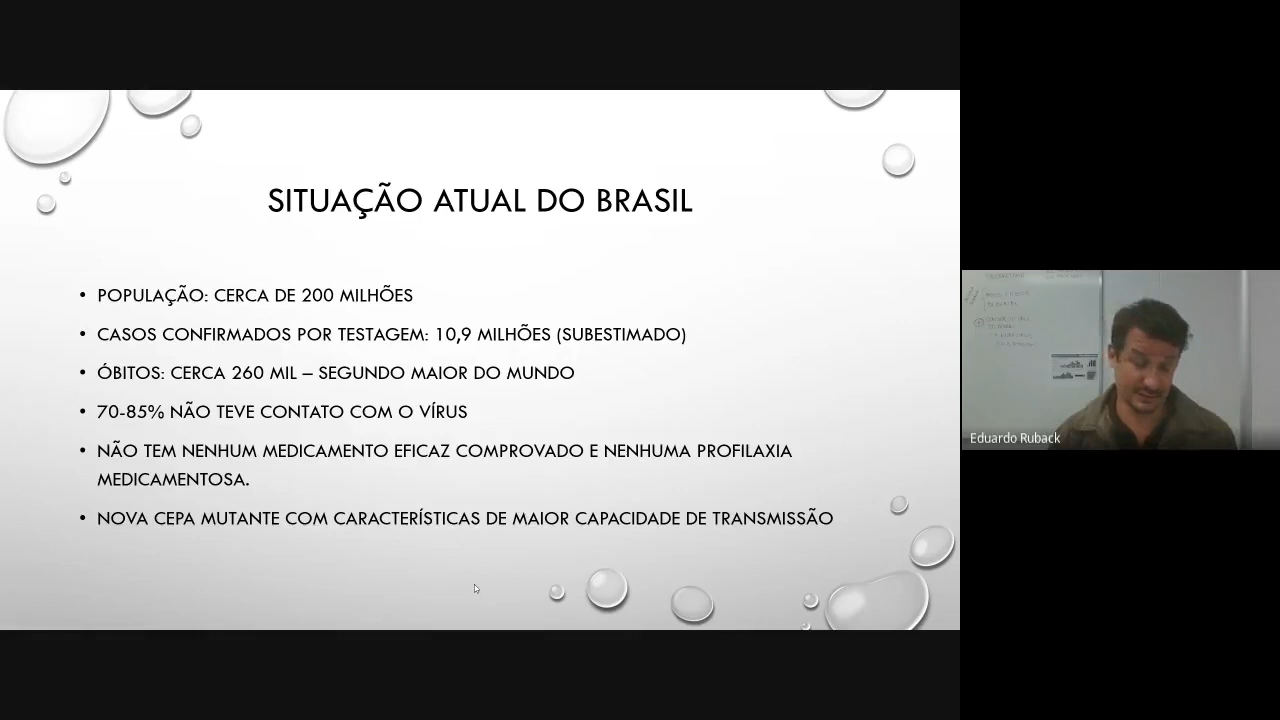 SITUAÇÃO ATUAL DO BRASIL
• POPULAÇÃO: CERCA DE 200 MILHÕES
• CASOS CONFIRMADOS POR TESTAGEM: 10,9 MILHÕES (SUBESTIMADO)
• ÓBITOS: CERCA 260 MIL – SEGUNDO MAIOR DO MUNDO
• 70-85% NÃO TEVE CONTATO COM O VÍRUS
• NÃO TEM NENHUM MEDICAMENTO EFICAZ COMPROVADO E NENHUMA PROFILAXIA
MEDICAMENTOSA.
• NOVA CEPA MUTANTE COM CARACTERÍSTICAS DE MAIOR CAPACIDADE DE TRANSMISSÃO
Eduardo Ruback